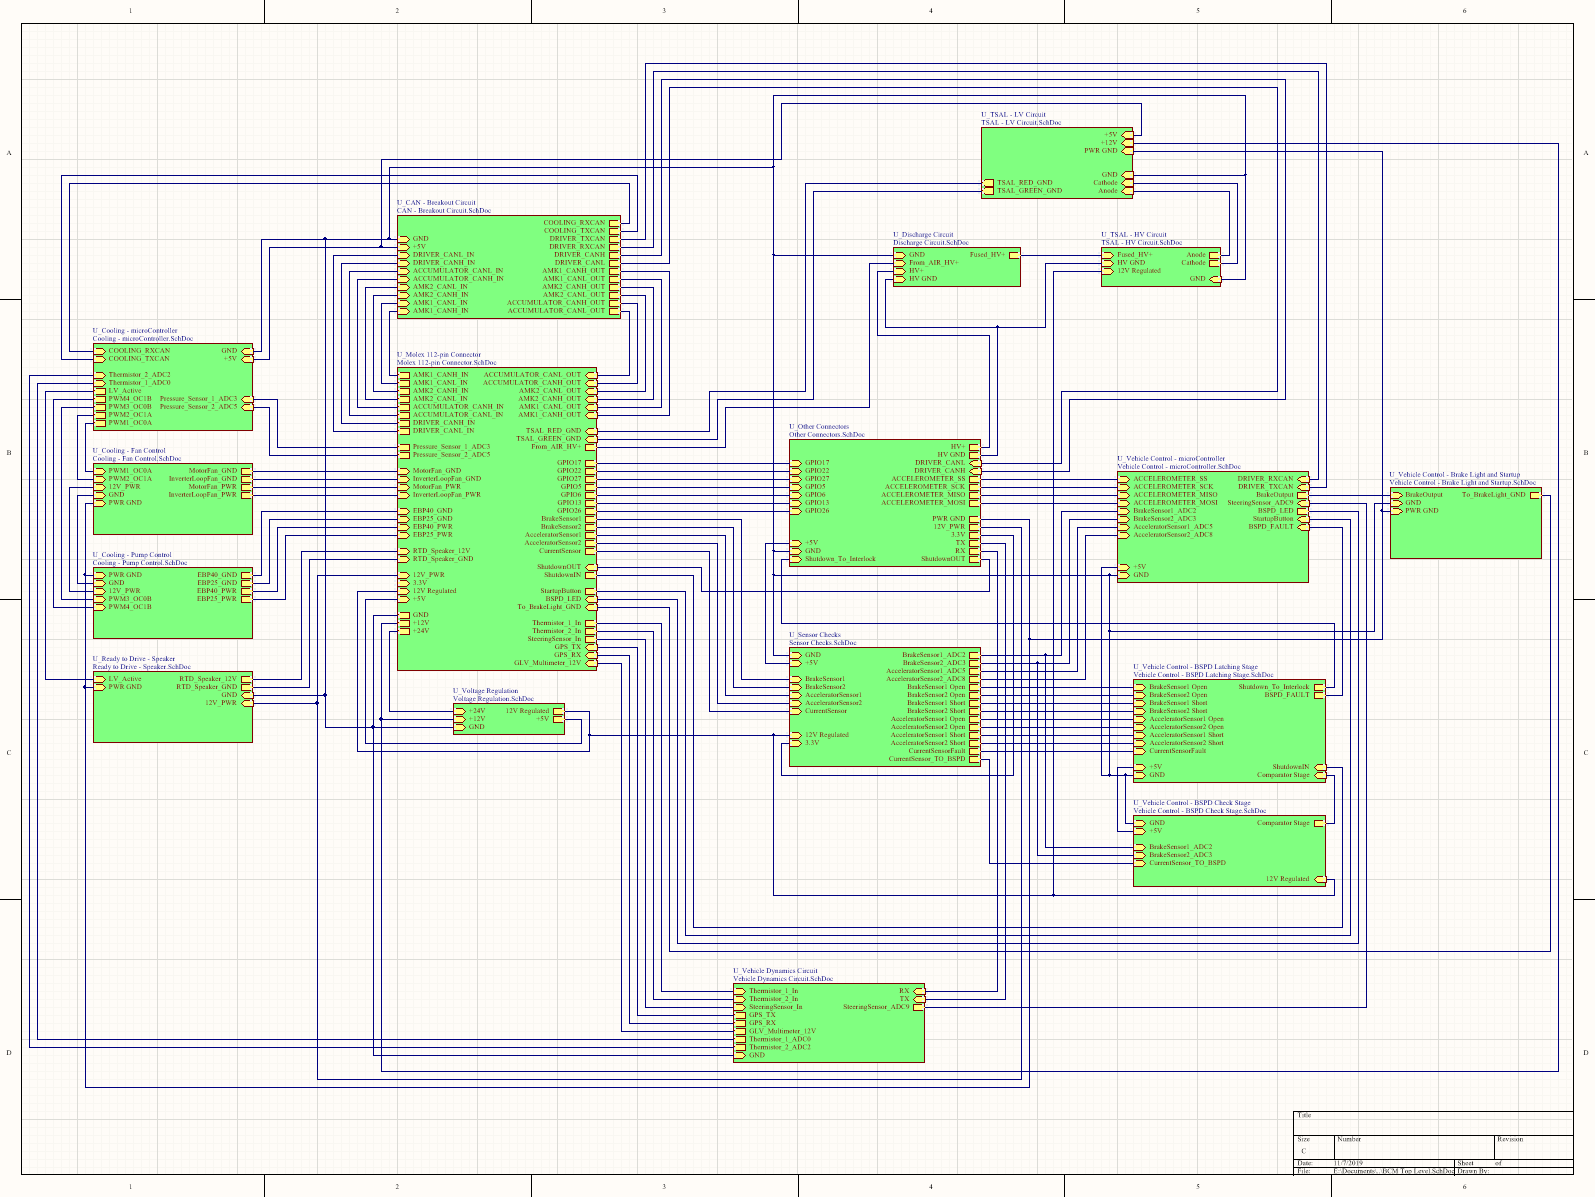 1 2 3 4 5 6
A A
B B
C C
D D
1 2 3 4 5 6
U_TSAL - LV Circuit
TSAL - LV Circuit.SchDoc
+5V
+12V
PWR GND
GND
TSAL_RED_GND Cathode
TSAL_GREEN_GND Anode
U_CAN - Breakout Circuit
CAN - Breakout Circuit.SchDoc
COOLING_RXCAN
COOLING_TXCAN
GND DRIVER_TXCAN
+5V DRIVER_RXCAN
DRIVER_CANL_IN DRIVER_CANH
DRIVER_CANH_IN DRIVER_CANL
ACCUMULATOR_CANL_IN AMK1_CANH_OUT
ACCUMULATOR_CANH_IN AMK1_CANL_OUT
AMK2_CANL_IN AMK2_CANH_OUT
AMK2_CANH_IN AMK2_CANL_OUT
AMK1_CANL_IN ACCUMULATOR_CANH_OUT
AMK1_CANH_IN ACCUMULATOR_CANL_OUT
U_Discharge Circuit
Discharge Circuit.SchDoc
GND Fused_HV+
From_AIR_HV+
HV+
HV GND
U_TSAL - HV Circuit
TSAL - HV Circuit.SchDoc
Fused_HV+ Anode
HV GND Cathode
12V Regulated
GND
U_Cooling - microController
Cooling - microController.SchDoc
COOLING_RXCAN GND
COOLING_TXCAN +5V
Thermistor_2_ADC2
Thermistor_1_ADC0
LV_Active
PWM4_OC1B Pressure_Sensor_1_ADC3
PWM3_OC0B Pressure_Sensor_2_ADC5
PWM2_OC1A
PWM1_OC0A
U_Molex 112-pin Connector
Molex 112-pin Connector.SchDoc
AMK1_CANH_IN ACCUMULATOR_CANL_OUT
AMK1_CANL_IN ACCUMULATOR_CANH_OUT
AMK2_CANH_IN AMK2_CANL_OUT
AMK2_CANL_IN AMK2_CANH_OUT
ACCUMULATOR_CANH_IN AMK1_CANL_OUT
ACCUMULATOR_CANL_IN AMK1_CANH_OUT
DRIVER_CANH_IN
DRIVER_CANL_IN TSAL_RED_GND
TSAL_GREEN_GND
Pressure_Sensor_1_ADC3 From_AIR_HV+
Pressure_Sensor_2_ADC5
GPIO17
MotorFan_GND GPIO22
InverterLoopFan_GND GPIO27
MotorFan_PWR GPIO5
InverterLoopFan_PWR GPIO6
GPIO13
EBP40_GND GPIO26
EBP25_GND BrakeSensor1
EBP40_PWR BrakeSensor2
EBP25_PWR AcceleratorSensor1
AcceleratorSensor2
RTD_Speaker_12V CurrentSensor
RTD_Speaker_GND
ShutdownOUT
12V_PWR ShutdownIN
3.3V
12V Regulated StartupButton
+5V BSPD_LED
To_BrakeLight_GND
GND
+12V Thermistor_1_In
+24V Thermistor_2_In
SteeringSensor_In
GPS_TX
GPS_RX
GLV_Multimeter_12V
U_Cooling - Fan Control
Cooling - Fan Control.SchDoc
PWM1_OC0A MotorFan_GND
PWM2_OC1A InverterLoopFan_GND
12V_PWR MotorFan_PWR
GND InverterLoopFan_PWR
PWR GND
U_Cooling - Pump Control
Cooling - Pump Control.SchDoc
PWR GND EBP40_GND
GND EBP25_GND
12V_PWR EBP40_PWR
PWM3_OC0B EBP25_PWR
PWM4_OC1B
U_Ready to Drive - Speaker
Ready to Drive - Speaker.SchDoc
LV_Active RTD_Speaker_12V
PWR GND RTD_Speaker_GND
GND
12V_PWR
U_Voltage Regulation
Voltage Regulation.SchDoc
+24V 12V Regulated
+12V +5V
GND
U_Other Connectors
Other Connectors.SchDoc
HV+
HV GND
GPIO17 DRIVER_CANL
GPIO22 DRIVER_CANH
GPIO27 ACCELEROMETER_SS
GPIO5 ACCELEROMETER_SCK
GPIO6 ACCELEROMETER_MISO
GPIO13 ACCELEROMETER_MOSI
GPIO26
PWR GND
12V_PWR
3.3V
+5V TX
GND RX
Shutdown_To_Interlock ShutdownOUT
U_Vehicle Control - microController
Vehicle Control - microController.SchDoc
ACCELEROMETER_SS DRIVER_RXCAN
ACCELEROMETER_SCK DRIVER_TXCAN
ACCELEROMETER_MISO BrakeOutput
ACCELEROMETER_MOSI SteeringSensor_ADC9
BrakeSensor1_ADC2 BSPD_LED
BrakeSensor2_ADC3 StartupButton
AcceleratorSensor1_ADC5 BSPD_FAULT
AcceleratorSensor2_ADC8
+5V
GND
U_Vehicle Control - Brake Light and Startup
Vehicle Control - Brake Light and Startup.SchDoc
BrakeOutput To_BrakeLight_GND
GND
PWR GND
U_Sensor Checks
Sensor Checks.SchDoc
GND BrakeSensor1_ADC2
+5V BrakeSensor2_ADC3
AcceleratorSensor1_ADC5
BrakeSensor1 AcceleratorSensor2_ADC8
BrakeSensor2 BrakeSensor1 Open
AcceleratorSensor1 BrakeSensor2 Open
AcceleratorSensor2 BrakeSensor1 Short
CurrentSensor BrakeSensor2 Short
AcceleratorSensor1 Open
AcceleratorSensor2 Open
12V Regulated AcceleratorSensor1 Short
3.3V AcceleratorSensor2 Short
CurrentSensorFault
CurrentSensor_TO_BSPD
U_Vehicle Control - BSPD Latching Stage
Vehicle Control - BSPD Latching Stage.SchDoc
BrakeSensor1 Open Shutdown_To_Interlock
BrakeSensor2 Open BSPD_FAULT
BrakeSensor1 Short
BrakeSensor2 Short
AcceleratorSensor1 Open
AcceleratorSensor2 Open
AcceleratorSensor1 Short
AcceleratorSensor2 Short
CurrentSensorFault
+5V ShutdownIN
GND Comparator Stage
U_Vehicle Control - BSPD Check Stage
Vehicle Control - BSPD Check Stage.SchDoc
GND Comparator Stage
+5V
BrakeSensor1_ADC2
BrakeSensor2_ADC3
CurrentSensor_TO_BSPD
12V Regulated
U_Vehicle Dynamics Circuit
Vehicle Dynamics Circuit.SchDoc
Thermistor_1_In RX
Thermistor_2_In TX
SteeringSensor_In SteeringSensor_ADC9
GPS_TX
GPS_RX
GLV_Multimeter_12V
Thermistor_1_ADC0
Thermistor_2_ADC2
GND
Title
Size Number Revision
C
Date: 11/7/2019 Sheet of
File: E:\Documents\..\BCM Top Level.SchDoc Drawn By: